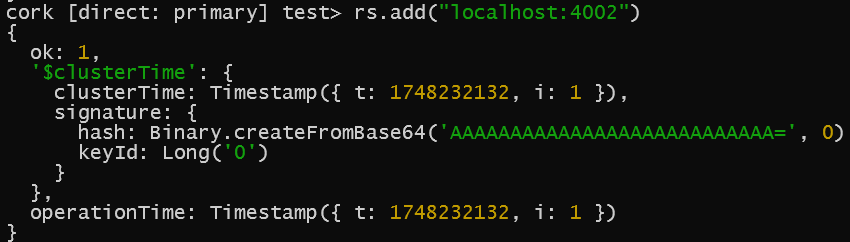 cork [direct: primary] test> rs.add("localhost:4002")
{
  ok: 1,
  '$clusterTime': {
    clusterTime: Timestamp({ t: 1748232132, i: 1 }),
    signature: {
      hash: Binary.createFromBase64('AAAAAAAAAAAAAAAAAAAAAAAAAAA=', 0),
      keyId: Long('0')
    }
  },
  operationTime: Timestamp({ t: 1748232132, i: 1 })
}